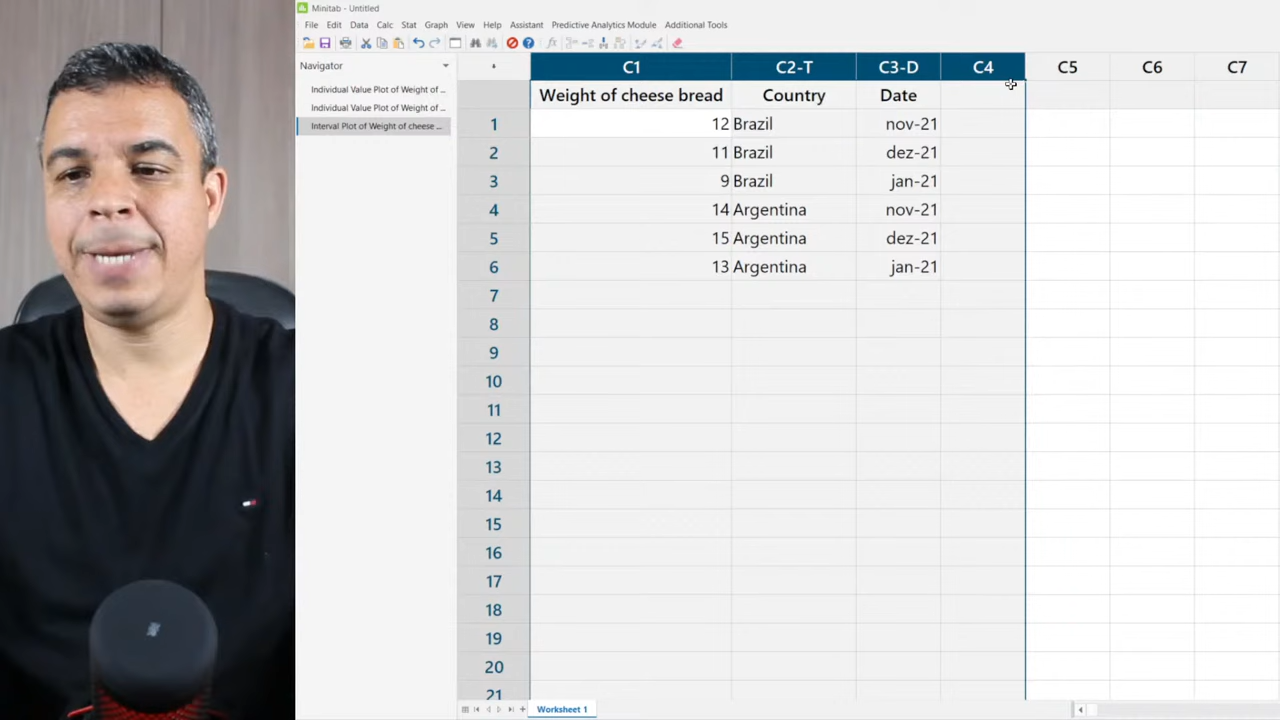 Minitab - Untitled
File Edit Data Calc Stat Graph View Help Assistant Predictive Analytics Module Additional Tools
Navigator
Individual Value Plot of Weight of ...
Individual Value Plot of Weight of ...
Interval Plot of Weight of cheese ...
C1 C2-T C3-D C4 C5 C6 C7
Weight of cheese bread Country Date
1 12 Brazil nov-21
2 11 Brazil dez-21
3 9 Brazil jan-21
4 14 Argentina nov-21
5 15 Argentina dez-21
6 13 Argentina jan-21
7
8
9
10
11
12
13
14
15
16
17
18
19
20
21
Worksheet 1